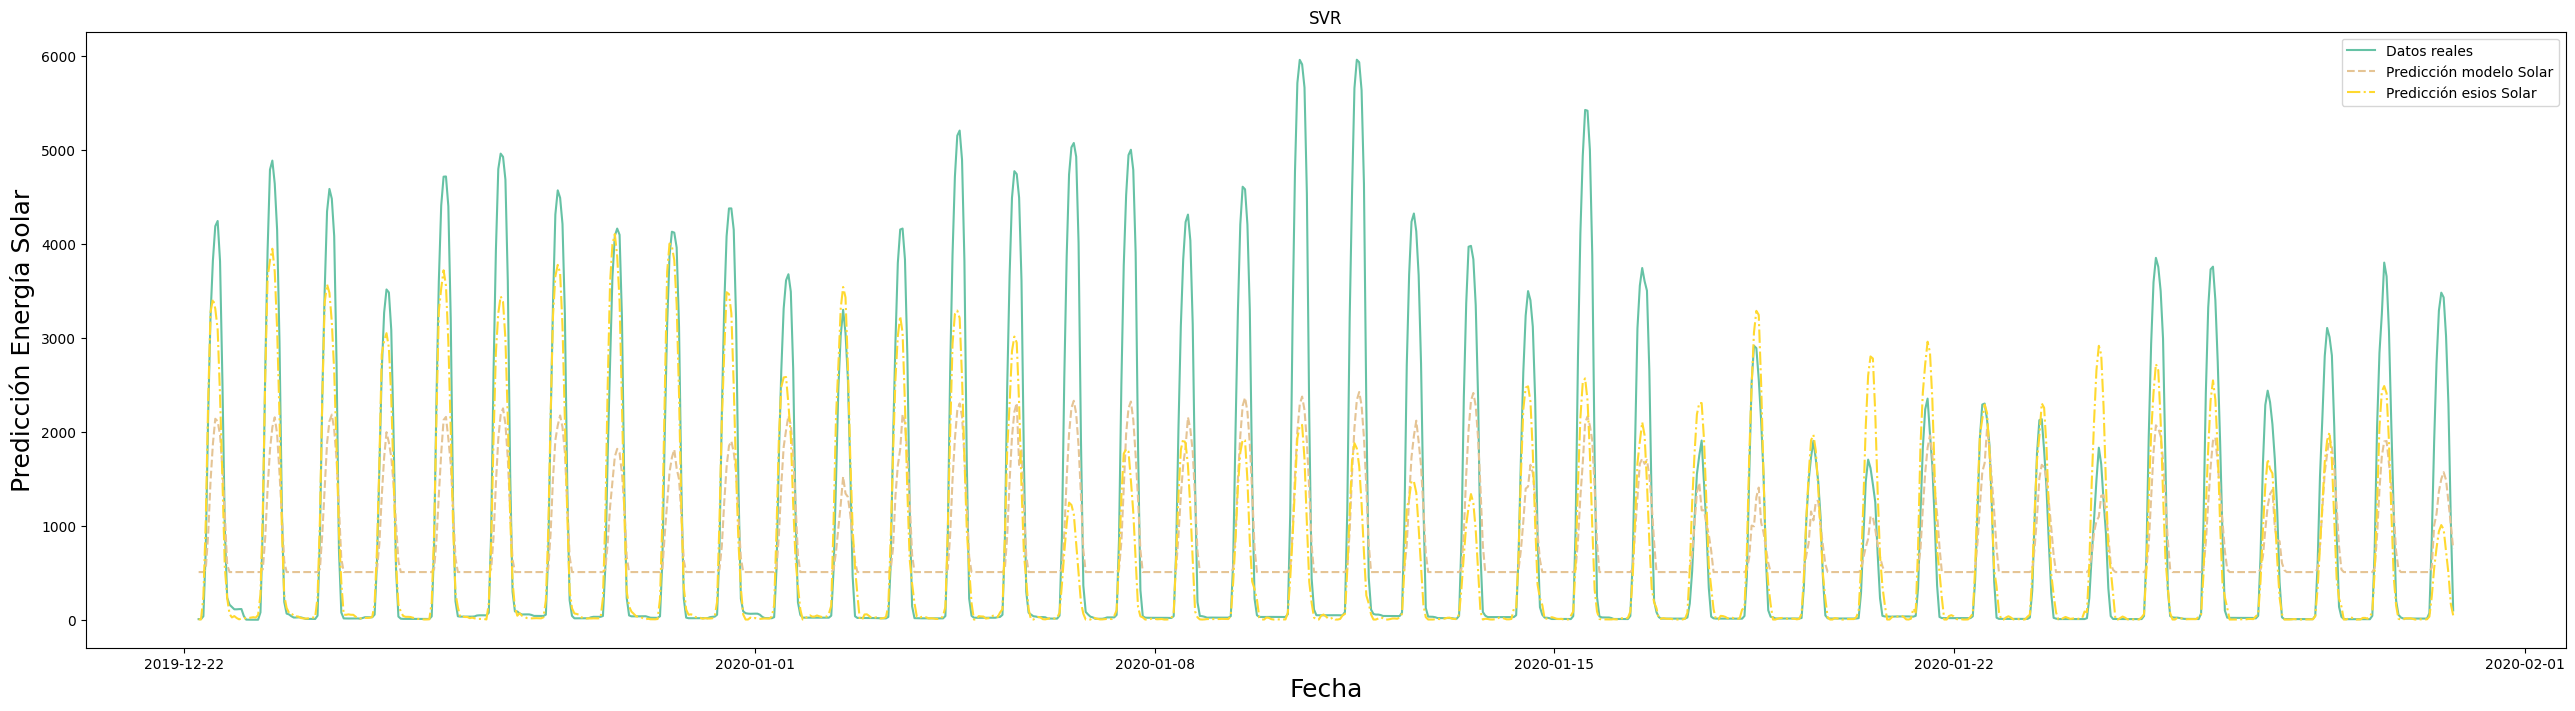 SVR
Datos reales
Predicción modelo Solar
Predicción esios Solar
Predicción Energía Solar
6000
5000
4000
3000
2000
1000
0
2019-12-22
2020-01-01
2020-01-08
2020-01-15
2020-01-22
2020-02-01
Fecha